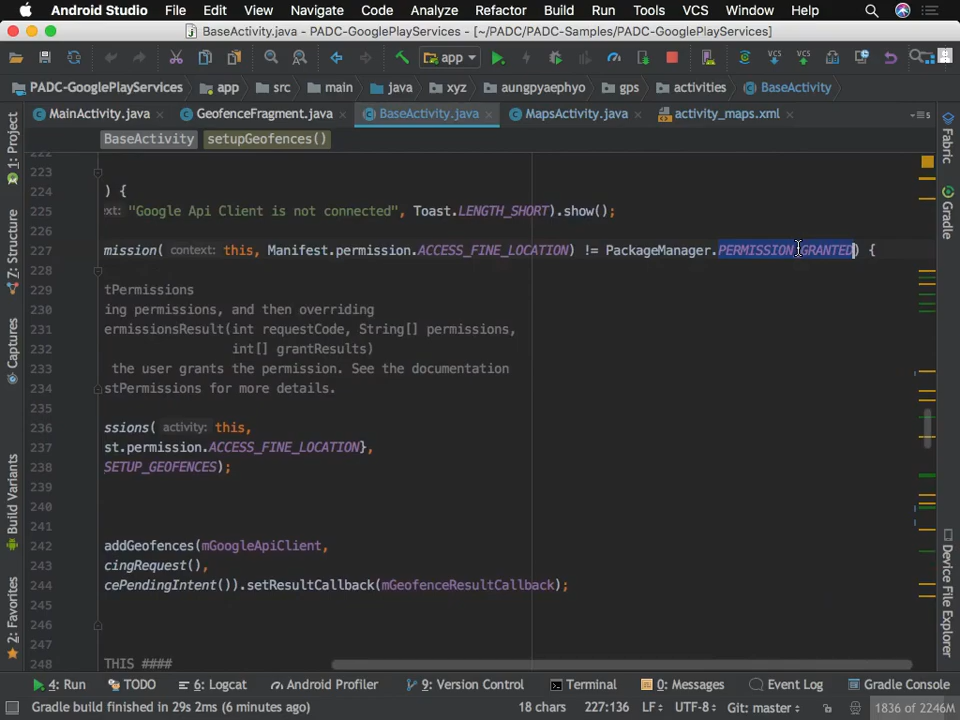 Android Studio File Edit View Navigate Code Analyze Refactor Build Run Tools VCS Window Help
BaseActivity.java - PADC-GooglePlayServices - [~/PADC/PADC-Samples/PADC-GooglePlayServices]
app
PADC-GooglePlayServices app src main java xyz aungpyaephyo gps activities BaseActivity
MainActivity.java GeofenceFragment.java BaseActivity.java MapsActivity.java activity_maps.xml
BaseActivity setupGeofences()
222
223
224 ) {
225 ext: "Google Api Client is not connected", Toast.LENGTH_SHORT).show();
226
227 mission( context: this, Manifest.permission.ACCESS_FINE_LOCATION) != PackageManager.PERMISSION_GRANTED) {
228
229 tPermissions
230 ing permissions, and then overriding
231 ermissionsResult(int requestCode, String[] permissions,
232 int[] grantResults)
233 the user grants the permission. See the documentation
234 stPermissions for more details.
235
236 ssions( activity: this,
237 st.permission.ACCESS_FINE_LOCATION},
238 SETUP_GEOFENCES);
239
240
241
242 addGeofences(mGoogleApiClient,
243 cingRequest(),
244 cePendingIntent()).setResultCallback(mGeofenceResultCallback);
245
246
247
248 THIS ####
1: Project
7: Structure
Captures
Build Variants
2: Favorites
Fabric
Gradle
Device File Explorer
4: Run TODO 6: Logcat Android Profiler 9: Version Control Terminal 0: Messages Event Log Gradle Console
Gradle build finished in 29s 2ms (6 minutes ago) 18 chars 227:136 LF÷ UTF-8÷ Git: master÷ 1836 of 2246M